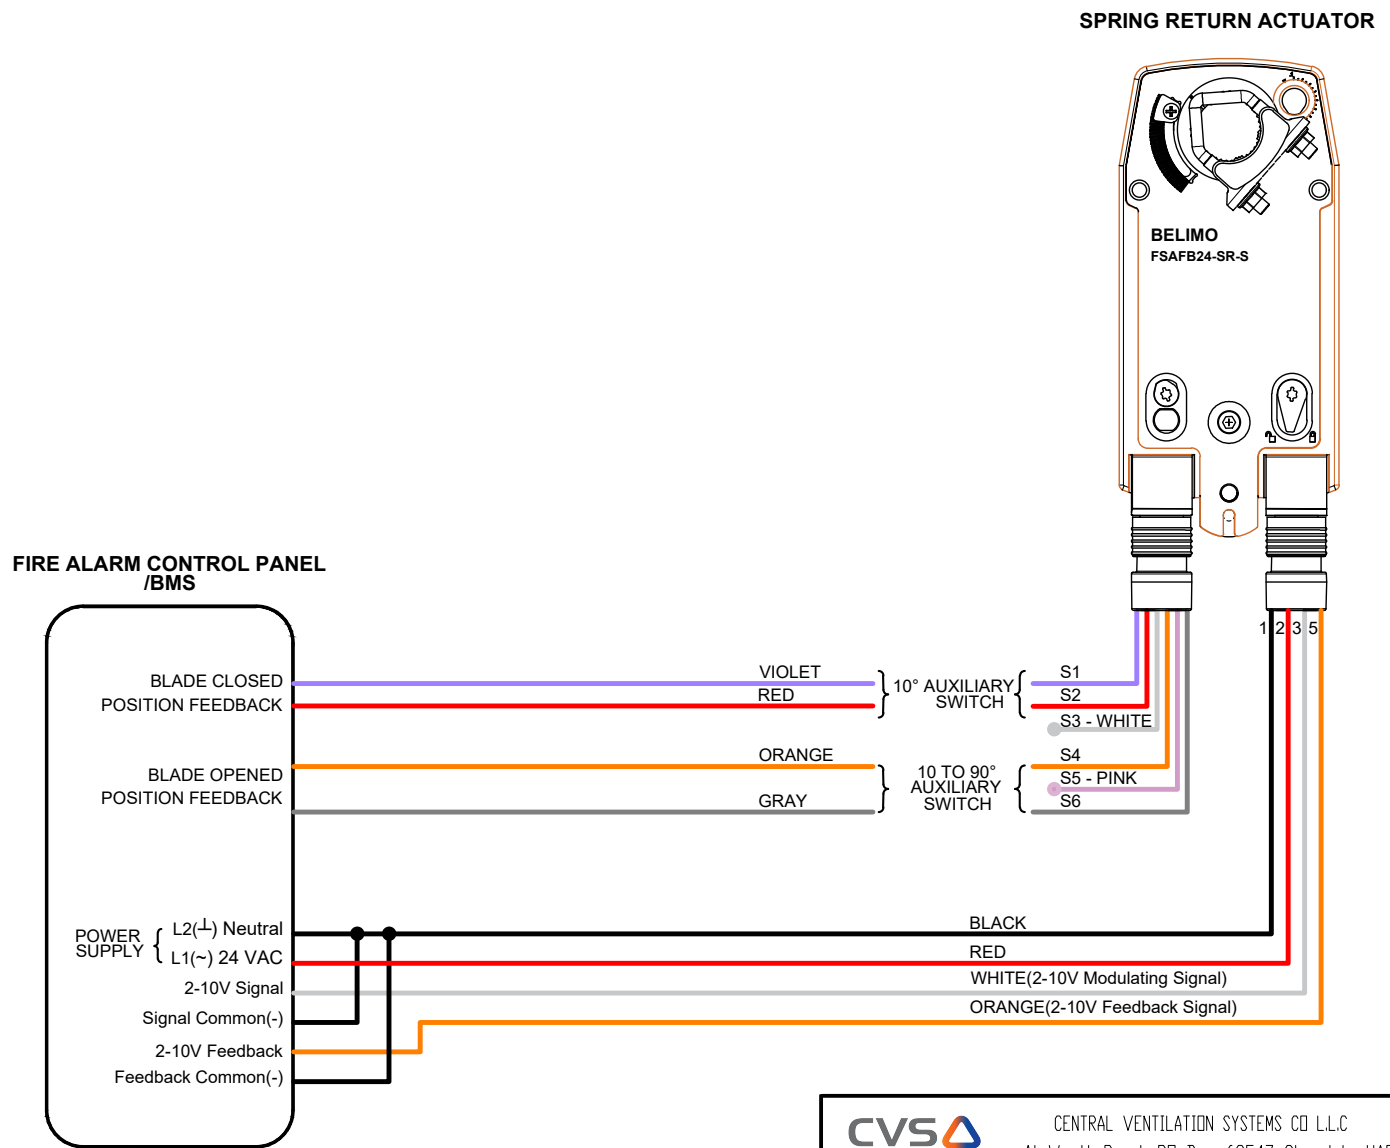 SPRING RETURN ACTUATOR
BELIMO
FSAFB24-SR-S
FIRE ALARM CONTROL PANEL
/BMS
1 2 3 5
BLADE CLOSED
POSITION FEEDBACK
VIOLET
RED
10° AUXILIARY
SWITCH
S1
S2
S3 - WHITE
BLADE OPENED
POSITION FEEDBACK
ORANGE
GRAY
10 TO 90°
AUXILIARY
SWITCH
S4
S5 - PINK
S6
POWER
SUPPLY
L2(┴) Neutral
L1(~) 24 VAC
2-10V Signal
Signal Common(-)
2-10V Feedback
Feedback Common(-)
BLACK
RED
WHITE(2-10V Modulating Signal)
ORANGE(2-10V Feedback Signal)
CVS
CENTRAL VENTILATION SYSTEMS CO L.L.C